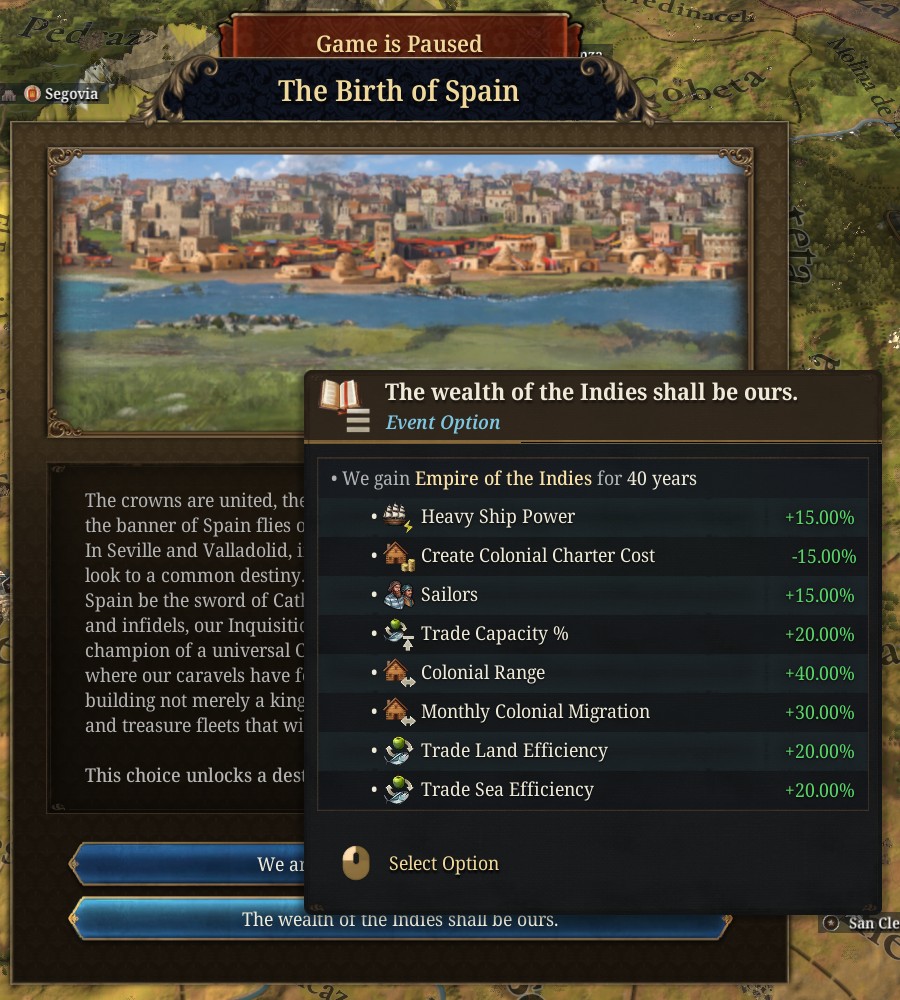 Pedraza
Medinaceli
Game is Paused
The Birth of Spain
Segovia
Cobeta
Molina de A
The wealth of the Indies shall be ours.
Event Option
• We gain Empire of the Indies for 40 years
• Heavy Ship Power +15.00%
• Create Colonial Charter Cost -15.00%
• Sailors +15.00%
• Trade Capacity % +20.00%
• Colonial Range +40.00%
• Monthly Colonial Migration +30.00%
• Trade Land Efficiency +20.00%
• Trade Sea Efficiency +20.00%
Select Option
The crowns are united, the
the banner of Spain flies o
In Seville and Valladolid, i
look to a common destiny.
Spain be the sword of Cath
and infidels, our Inquisitio
champion of a universal C
where our caravels have f
building not merely a king
and treasure fleets that wi
This choice unlocks a dest
We ar
The wealth of the Indies shall be ours.
San Cle